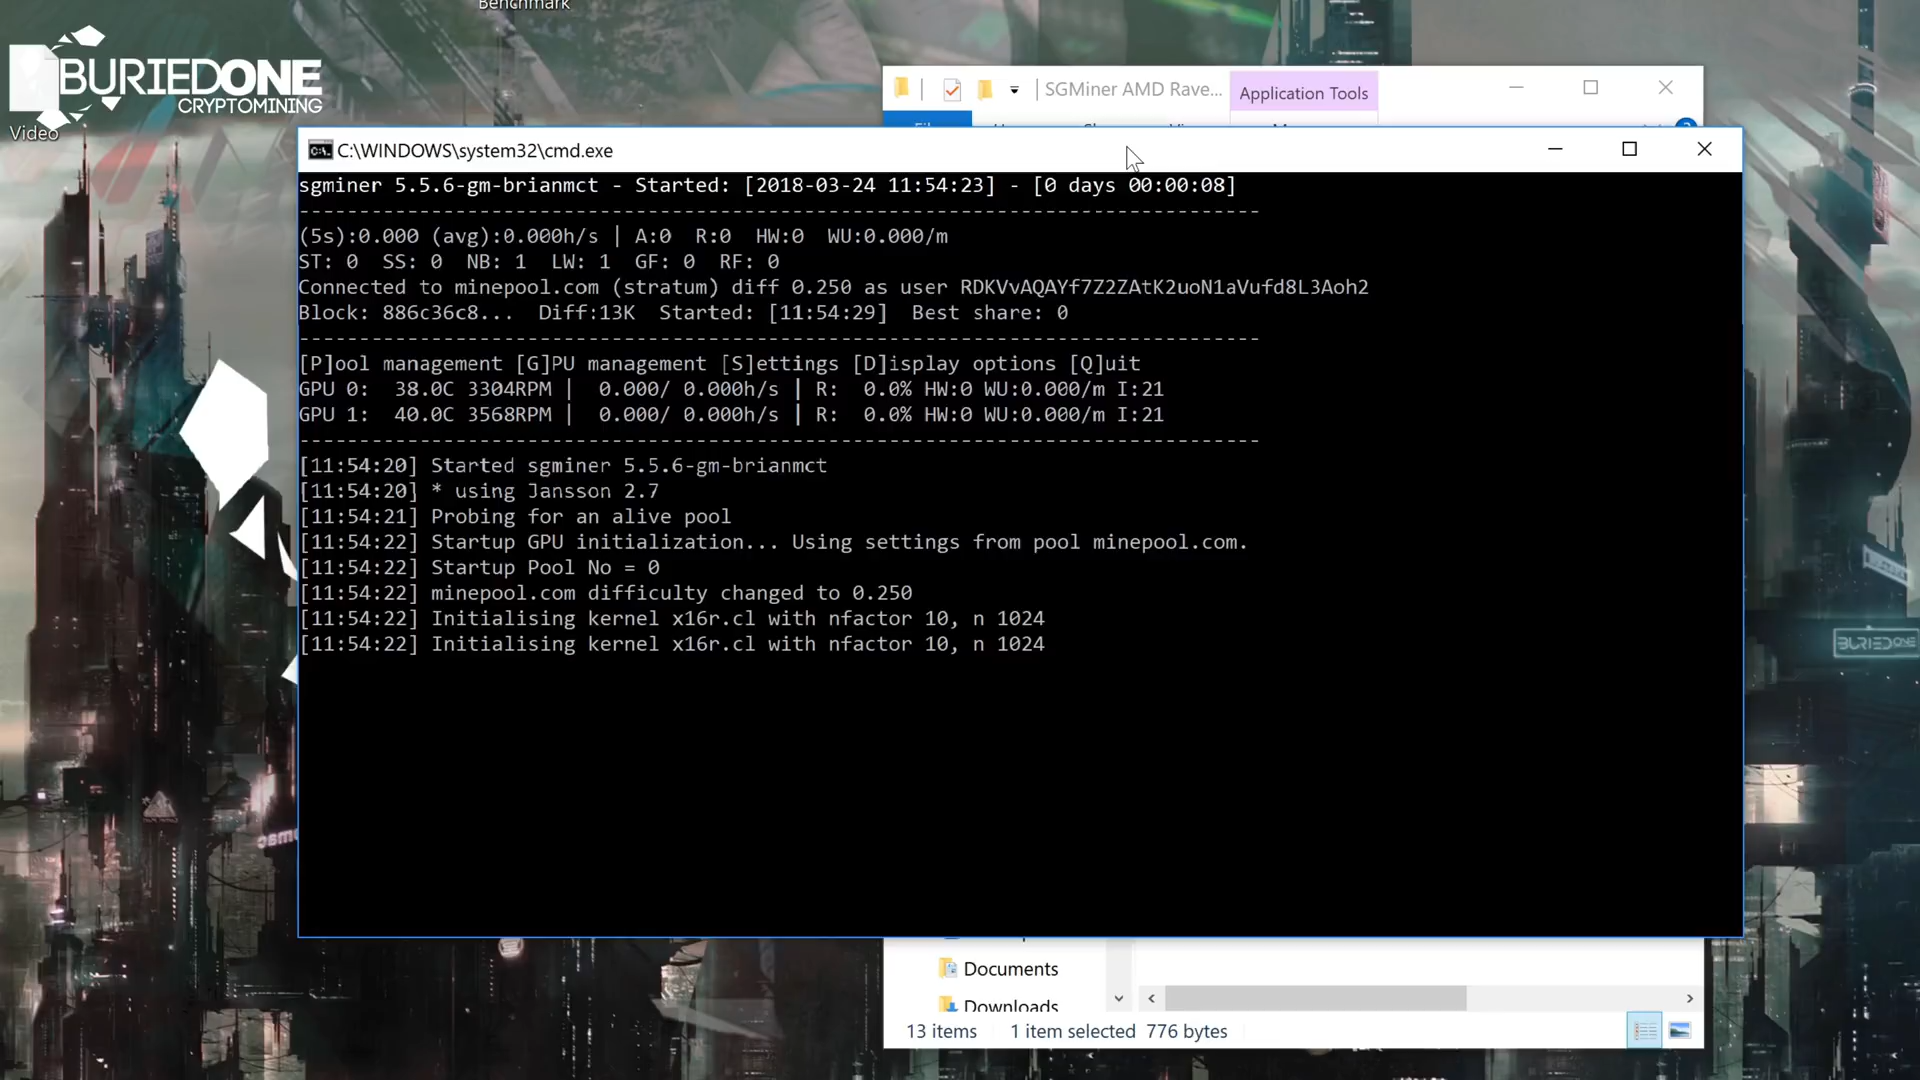 Benchmark
BURIEDONE
CRYPTOMINING
Video
SGMiner AMD Rave...
Application Tools
C:\WINDOWS\system32\cmd.exe
sgminer 5.5.6-gm-brianmct - Started: [2018-03-24 11:54:23] - [0 days 00:00:08]
--------------------------------------------------------------------------------
(5s):0.000 (avg):0.000h/s | A:0  R:0  HW:0  WU:0.000/m
ST: 0  SS: 0  NB: 1  LW: 1  GF: 0  RF: 0
Connected to minepool.com (stratum) diff 0.250 as user RDKVvAQAYf7Z2ZAtK2uoN1aVufd8L3Aoh2
Block: 886c36c8...  Diff:13K  Started: [11:54:29]  Best share: 0
--------------------------------------------------------------------------------
[P]ool management [G]PU management [S]ettings [D]isplay options [Q]uit
GPU 0:  38.0C 3304RPM |  0.000/ 0.000h/s | R:  0.0% HW:0 WU:0.000/m I:21
GPU 1:  40.0C 3568RPM |  0.000/ 0.000h/s | R:  0.0% HW:0 WU:0.000/m I:21
--------------------------------------------------------------------------------
[11:54:20] Started sgminer 5.5.6-gm-brianmct
[11:54:20] * using Jansson 2.7
[11:54:21] Probing for an alive pool
[11:54:22] Startup GPU initialization... Using settings from pool minepool.com.
[11:54:22] Startup Pool No = 0
[11:54:22] minepool.com difficulty changed to 0.250
[11:54:22] Initialising kernel x16r.cl with nfactor 10, n 1024
[11:54:22] Initialising kernel x16r.cl with nfactor 10, n 1024
BURIEDONE
Documents
Downloads
13 items  1 item selected  776 bytes